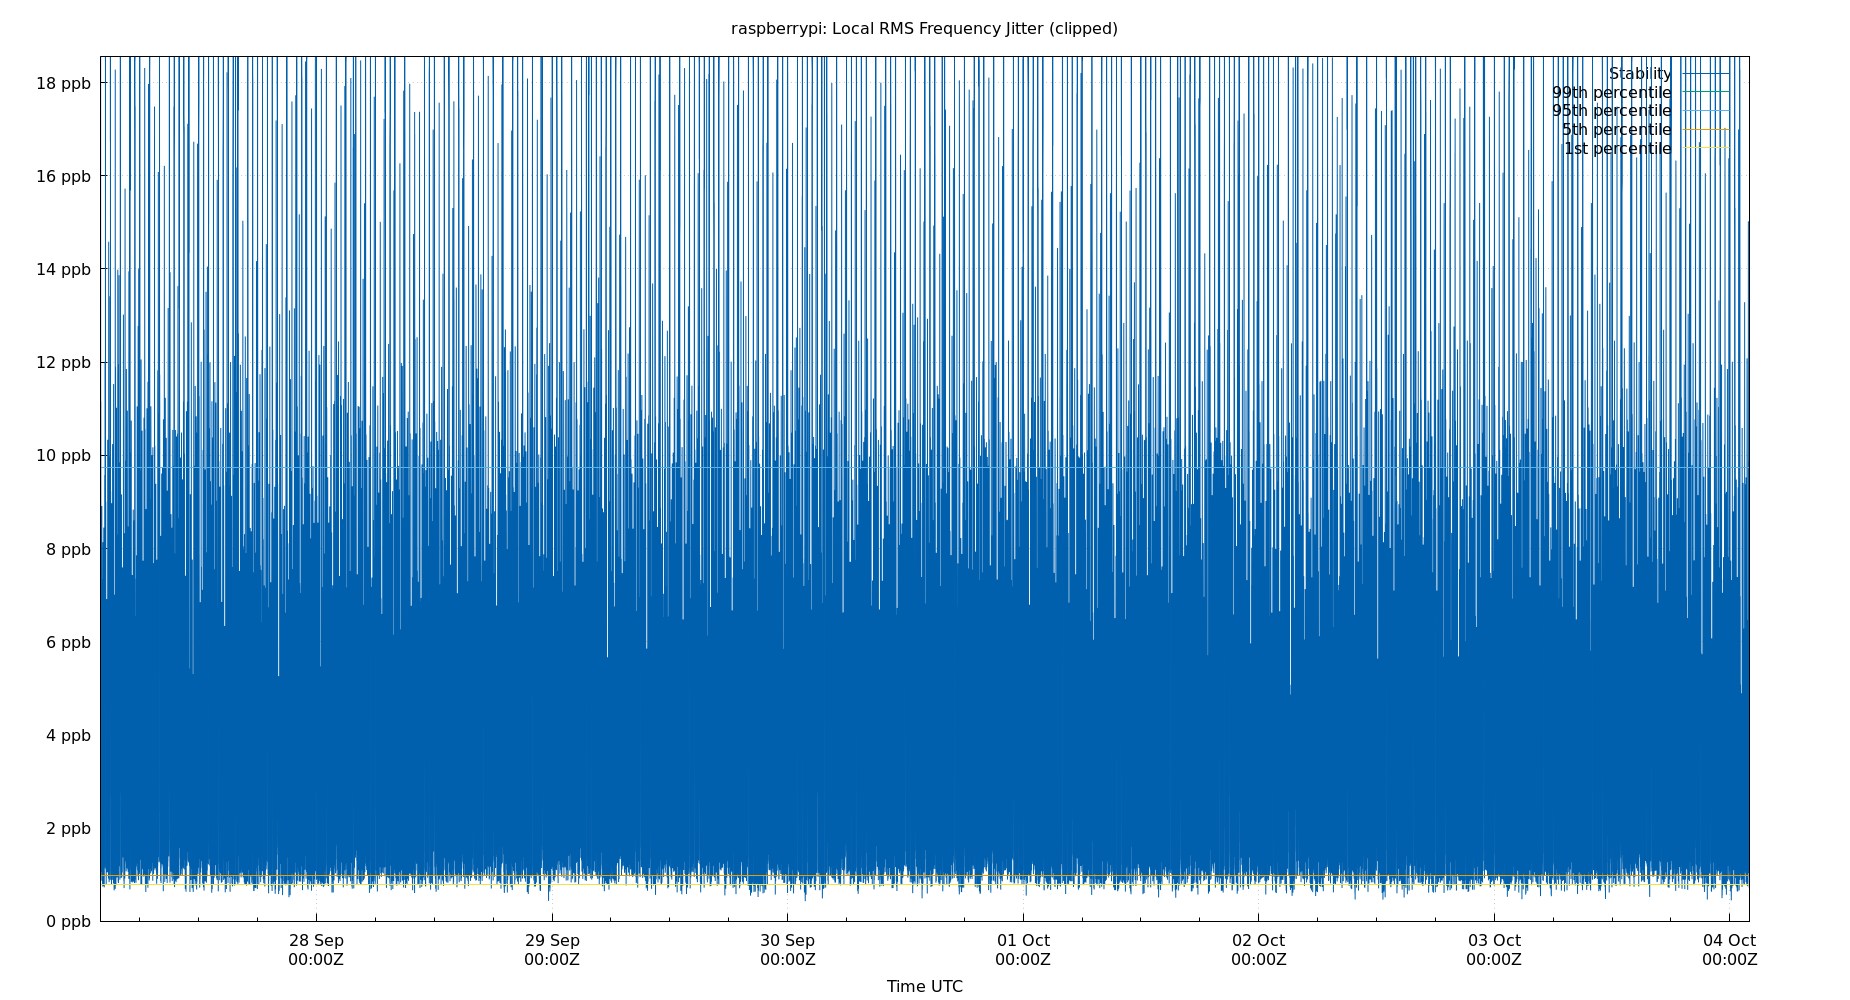 raspberrypi: Local RMS Frequency Jitter (clipped)
18 ppb
16 ppb
14 ppb
12 ppb
10 ppb
8 ppb
6 ppb
4 ppb
2 ppb
0 ppb
Stability
99th percentile
95th percentile
5th percentile
1st percentile
28 Sep 29 Sep 30 Sep 01 Oct 02 Oct 03 Oct 04 Oct
00:00Z 00:00Z 00:00Z 00:00Z 00:00Z 00:00Z 00:00Z
Time UTC